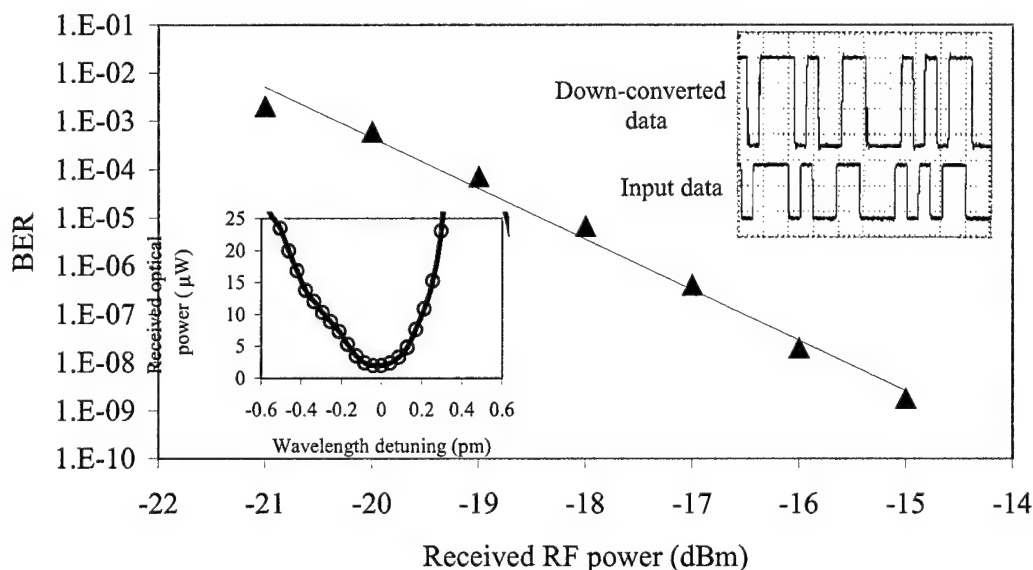 1.E-01
1.E-02
1.E-03
1.E-04
1.E-05
1.E-06
1.E-07
1.E-08
1.E-09
1.E-10
BER
-22 -21 -20 -19 -18 -17 -16 -15 -14
Received RF power (dBm)
Down-converted
data
Input data
25
20
15
10
5
0
Received optical
power ( µW)
-0.6 -0.4 -0.2 0 0.2 0.4 0.6
Wavelength detuning (pm)